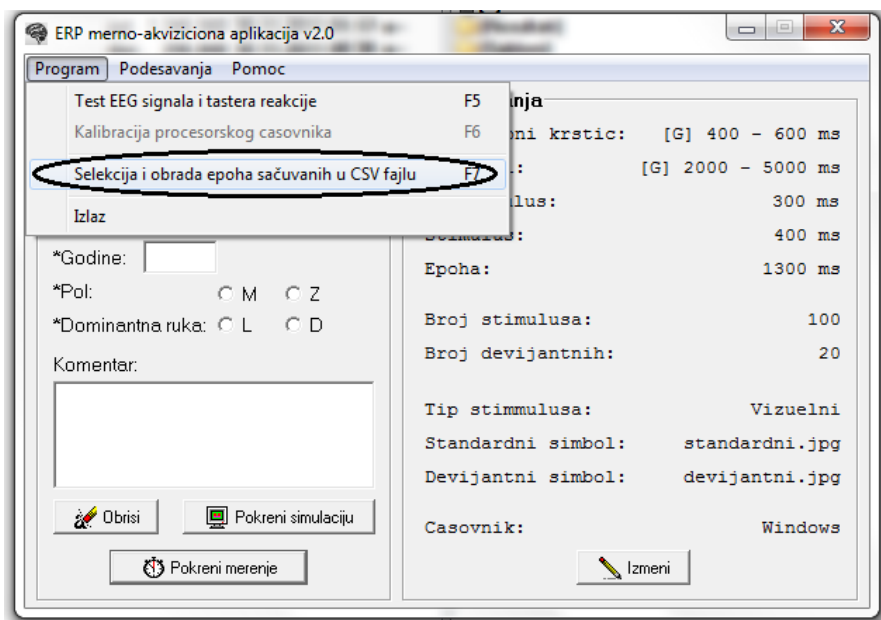 ERP merno-akviziciona aplikacija v2.0
Program Podesavanja Pomoc
Test EEG signala i tastera reakcije F5
Kalibracija procesorskog casovnika F6
Selekcija i obrada epoha sačuvanih u CSV fajlu F7
Izlaz
*Godine:
*Pol: M Z
*Dominantna ruka: L D
Komentar:
Obrisi
Pokreni simulaciju
Pokreni merenje
krstic: [G] 400 - 600 ms
[G] 2000 - 5000 ms
300 ms
Stimulus: 400 ms
Epoha: 1300 ms
Broj stimulusa: 100
Broj devijantnih: 20
Tip stimmulusa: Vizuelni
Standardni simbol: standardni.jpg
Devijantni simbol: devijantni.jpg
Casovnik: Windows
Izmeni